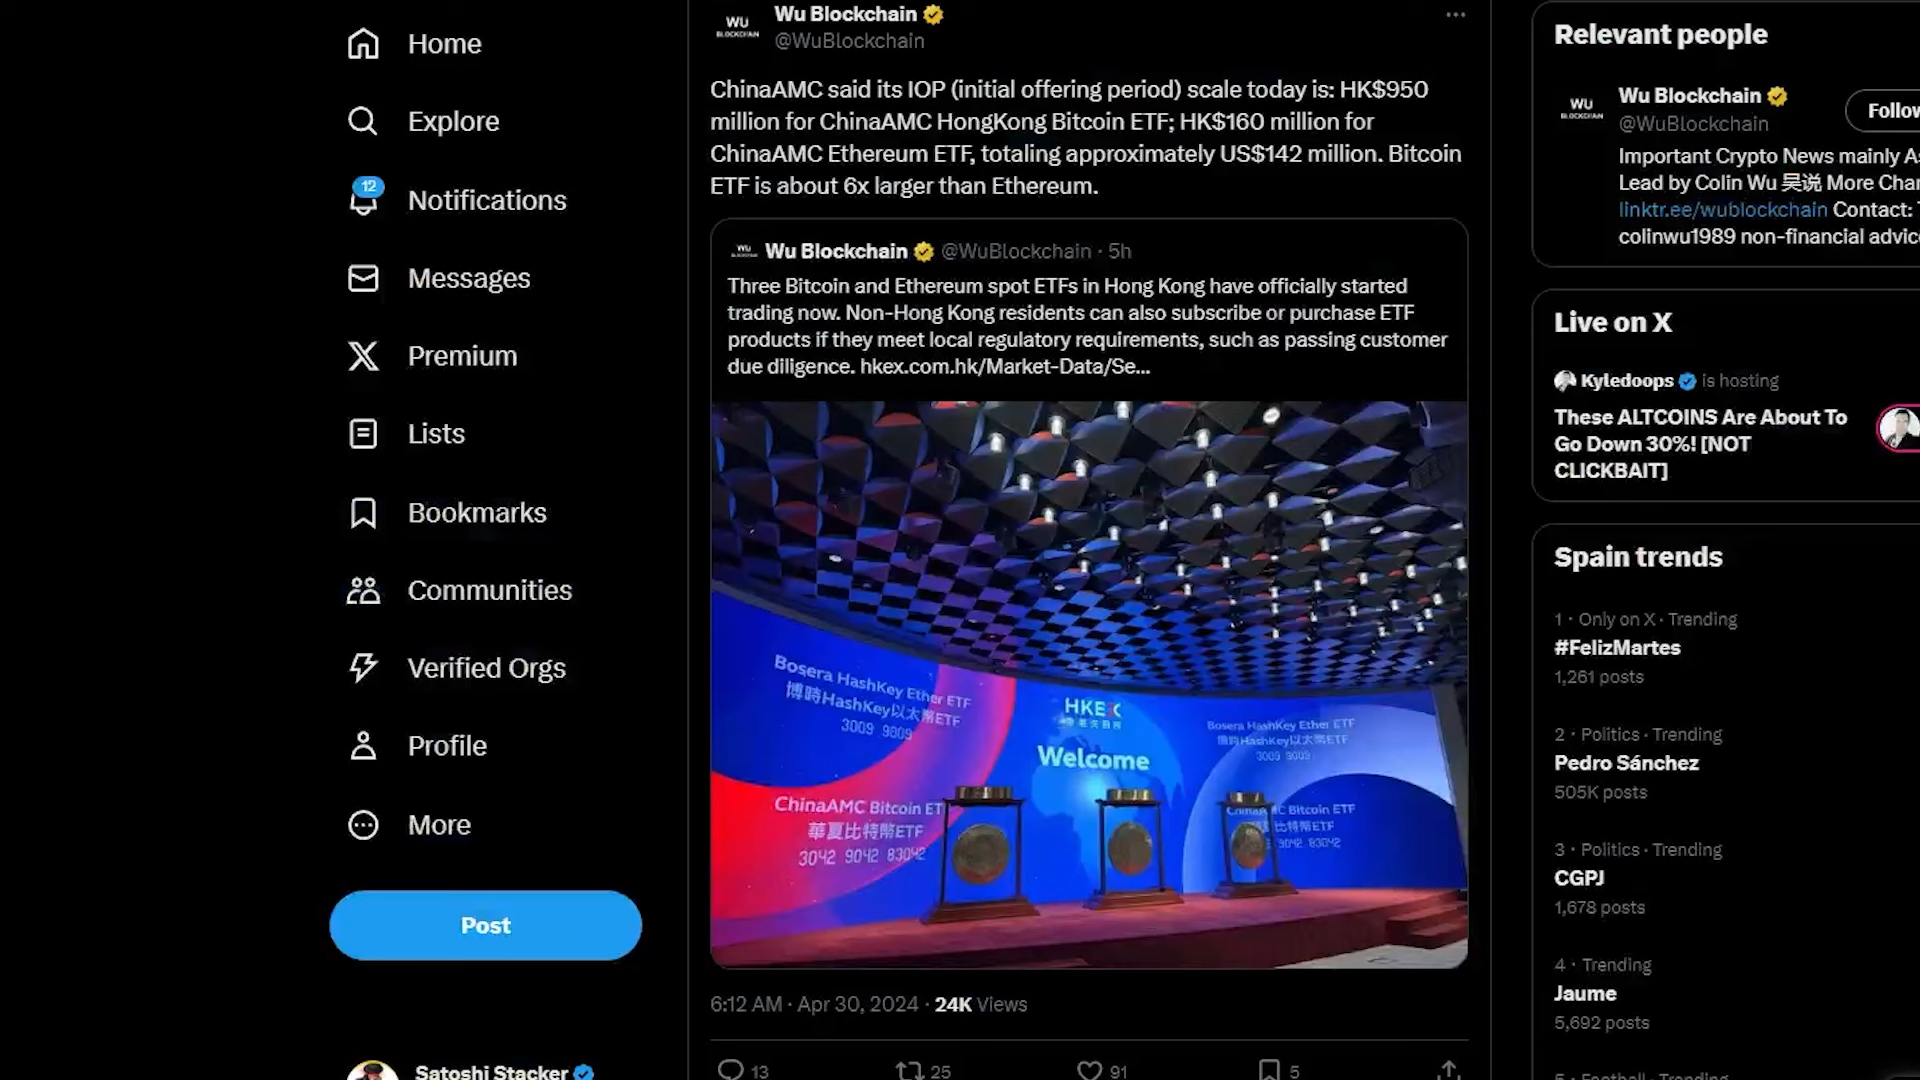 Home
Explore
12
Notifications
Messages
Premium
Lists
Bookmarks
Communities
Verified Orgs
Profile
More
Post
Satoshi Stacker
WU
BLOCKCHAIN
Wu Blockchain
@WuBlockchain
ChinaAMC said its IOP (initial offering period) scale today is: HK$950
million for ChinaAMC HongKong Bitcoin ETF; HK$160 million for
ChinaAMC Ethereum ETF, totaling approximately US$142 million. Bitcoin
ETF is about 6x larger than Ethereum.
Wu Blockchain @WuBlockchain · 5h
Three Bitcoin and Ethereum spot ETFs in Hong Kong have officially started
trading now. Non-Hong Kong residents can also subscribe or purchase ETF
products if they meet local regulatory requirements, such as passing customer
due diligence. hkex.com.hk/Market-Data/Se...
Bosera HashKey Ether ETF
博時HashKey以太幣ETF
3009 9009
ChinaAMC Bitcoin ET
華夏比特幣ETF
3042 9042 83042
HKEX
Welcome
Bosera HashKey Ether ETF
博時HashKey以太幣ETF
3009 9009
Bitcoin ETF
比特幣ETF
9042 83042
6:12 AM · Apr 30, 2024 · 24K Views
13
25
91
5
Relevant people
WU
BLOCKCHAIN
Wu Blockchain
@WuBlockchain
Follow
Important Crypto News mainly As
Lead by Colin Wu 吴说 More Char
linktr.ee/wublockchain Contact: T
colinwu1989 non-financial advice
Live on X
Kyledoops is hosting
These ALTCOINS Are About To
Go Down 30%! [NOT
CLICKBAIT]
Spain trends
1 · Only on X · Trending
#FelizMartes
1,261 posts
2 · Politics · Trending
Pedro Sánchez
505K posts
3 · Politics · Trending
CGPJ
1,678 posts
4 · Trending
Jaume
5,692 posts
5 · Football · Trending